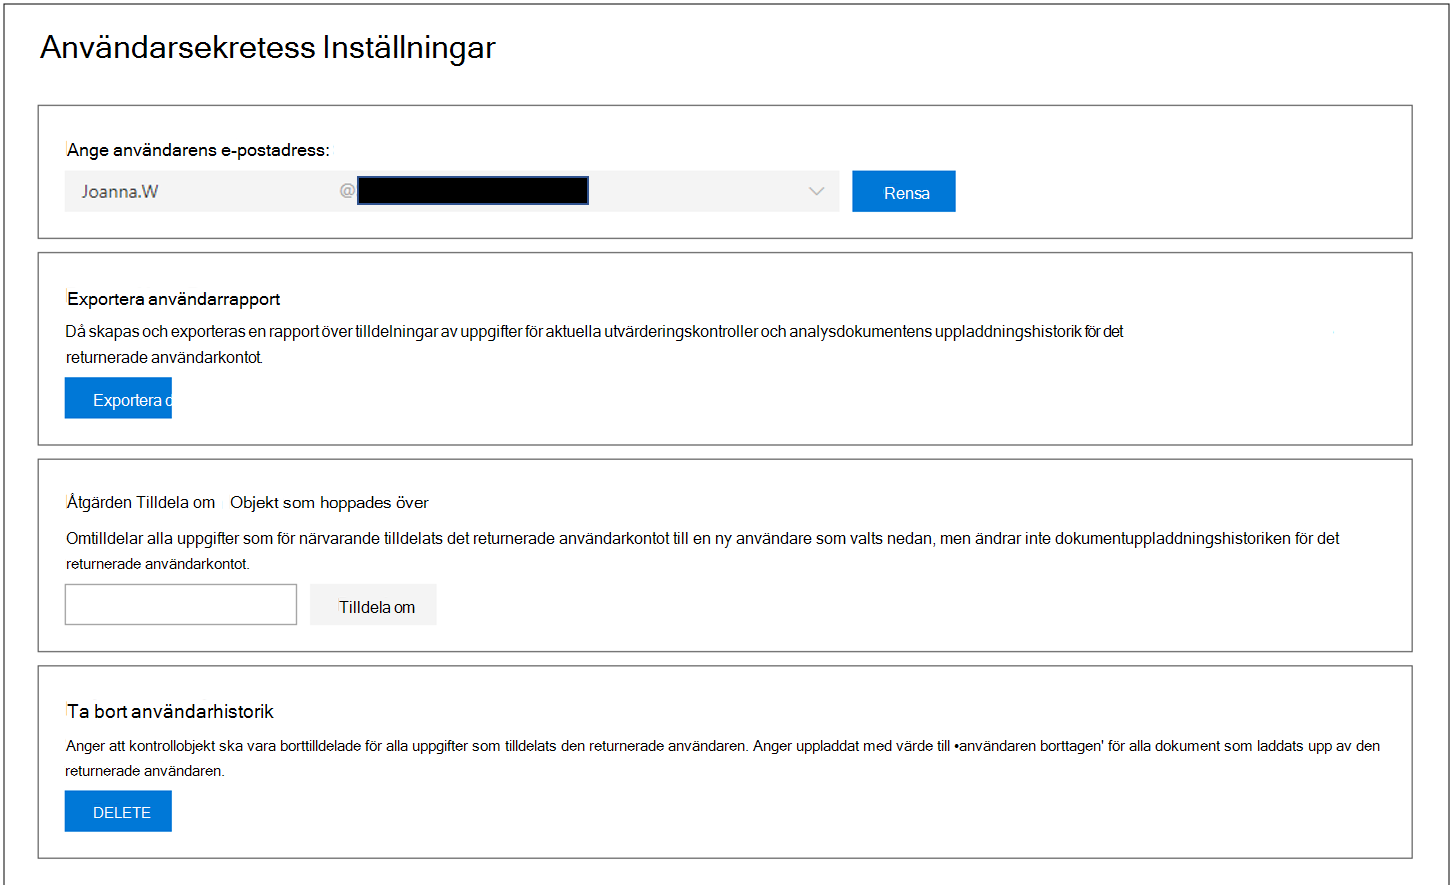 Användarsekretess Inställningar
Ange användarens e-postadress:
Joanna.W @
Rensa
Exportera användarrapport
Då skapas och exporteras en rapport över tilldelningar av uppgifter för aktuella utvärderingskontroller och analysdokumentens uppladdningshistorik för det
returnerade användarkontot.
Exportera d
Åtgärden Tilldela om Objekt som hoppades över
Omtilldelar alla uppgifter som för närvarande tilldelats det returnerade användarkontot till en ny användare som valts nedan, men ändrar inte dokumentuppladdningshistoriken för det
returnerade användarkontot.
Tilldela om
Ta bort användarhistorik
Anger att kontrollobjekt ska vara borttilldelade för alla uppgifter som tilldelats den returnerade användaren. Anger uppladdat med värde till •användaren borttagen' för alla dokument som laddats upp av den
returnerade användaren.
DELETE